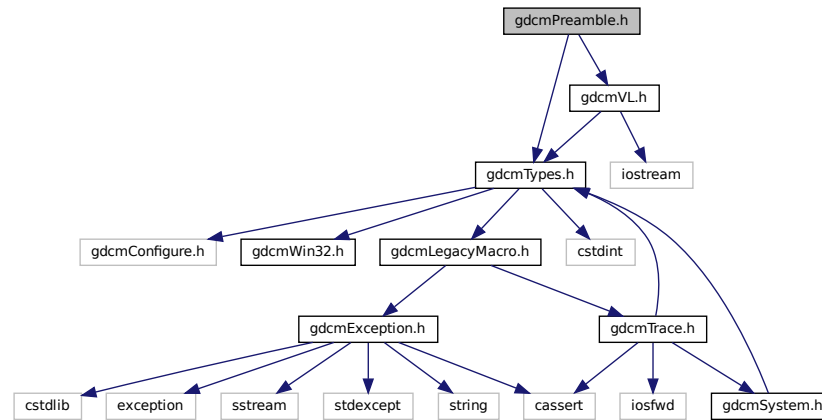 gdcmPreamble.h
gdcmVL.h
gdcmTypes.h
iostream
gdcmConfigure.h
gdcmWin32.h
gdcmLegacyMacro.h
cstdint
gdcmException.h
gdcmTrace.h
cstdlib
exception
sstream
stdexcept
string
cassert
iosfwd
gdcmSystem.h